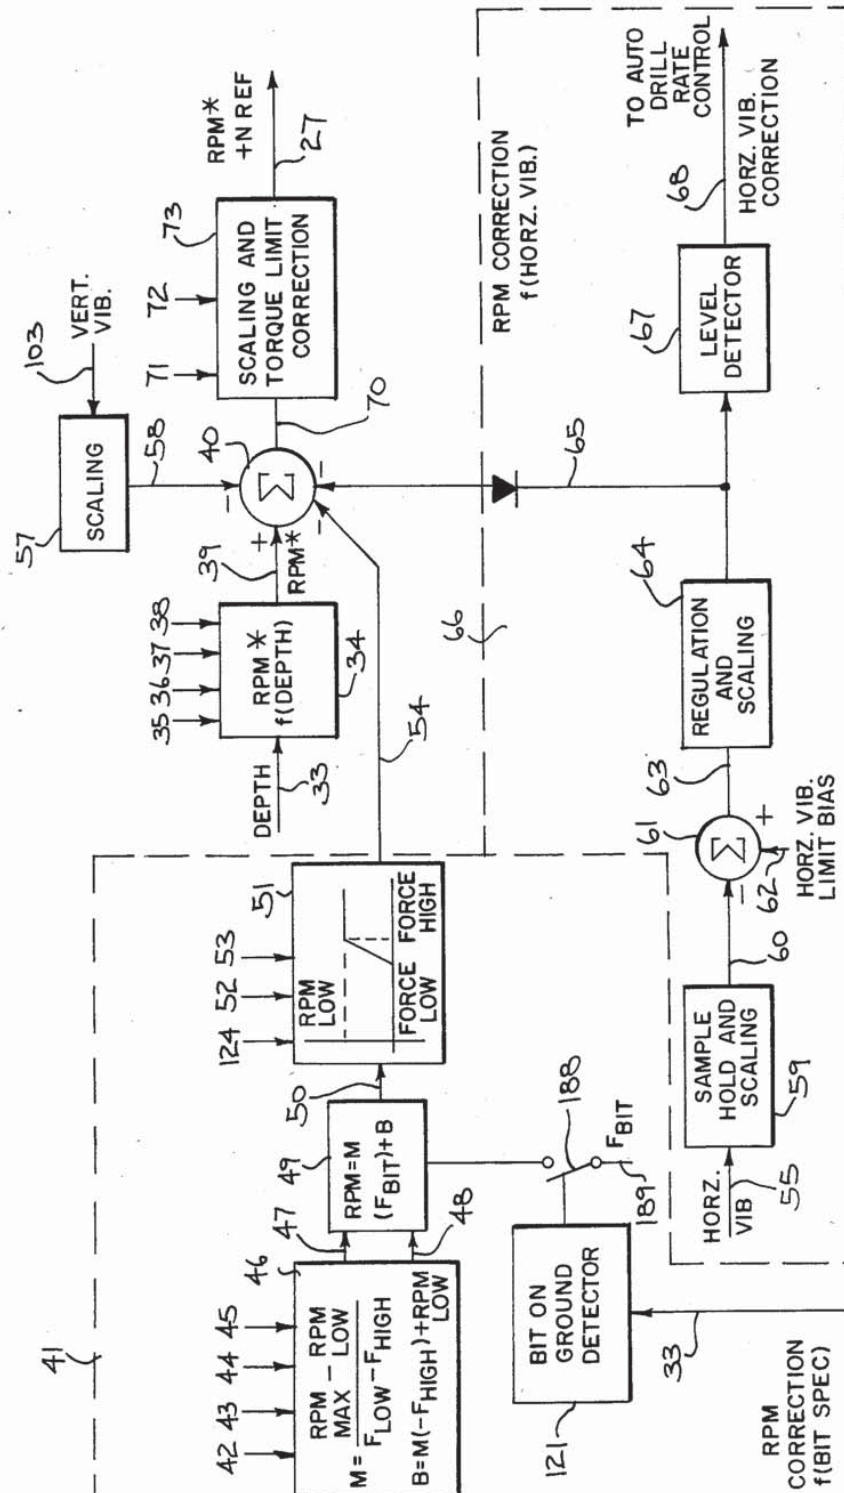 41
42
43
44
45
46
M = RPM MAX - RPM LOW / FLOW - FHIGH
B = M(-FHIGH) + RPM LOW
47
48
49
RPM = M
(FBIT) + B
50
124
52
53
51
RPM
LOW
FORCE
LOW
FORCE
HIGH
54
DEPTH
33
35
36
37
38
RPM*
f(DEPTH)
34
39
RPM*
+
-
-
-
Σ
40
57
SCALING
58
103
VERT.
VIB.
70
71
72
73
SCALING AND
TORQUE LIMIT
CORRECTION
RPM*
+N REF
27
RPM
CORRECTION
f(BIT SPEC)
33
121
BIT ON
GROUND
DETECTOR
188
FBIT
189
66
RPM CORRECTION
f(HORZ. VIB.)
HORZ.
VIB
55
SAMPLE
HOLD AND
SCALING
59
60
-
Σ
+
61
62
HORZ. VIB.
LIMIT BIAS
63
64
REGULATION
AND
SCALING
65
67
LEVEL
DETECTOR
68
TO AUTO
DRILL
RATE
CONTROL
HORZ. VIB.
CORRECTION